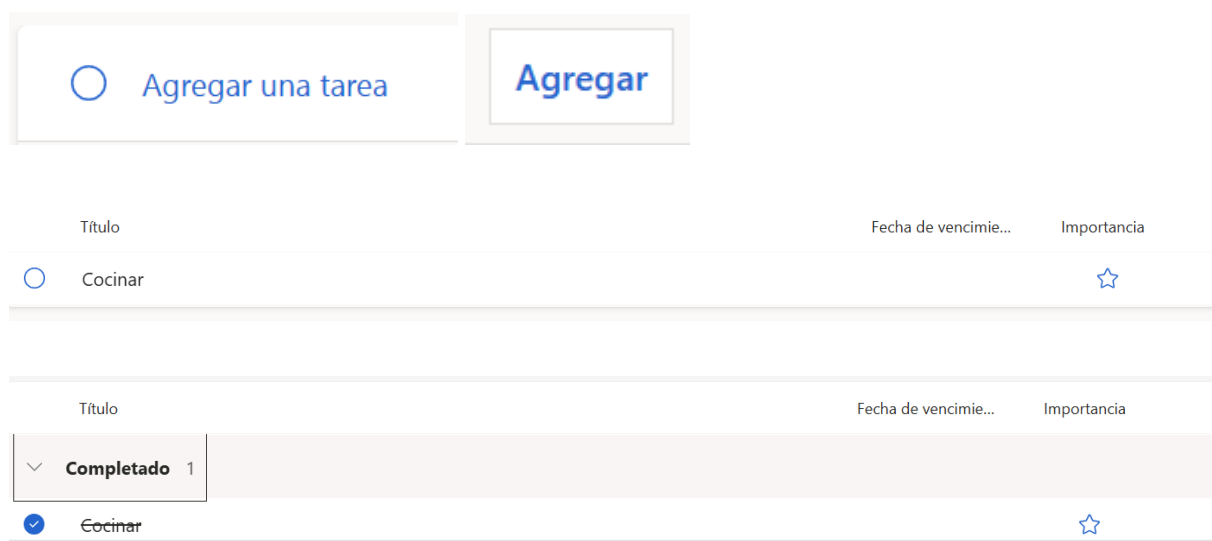 Agregar una tarea
Agregar
Título Fecha de vencimie... Importancia
Cocinar
Título Fecha de vencimie... Importancia
Completado 1
Cocinar